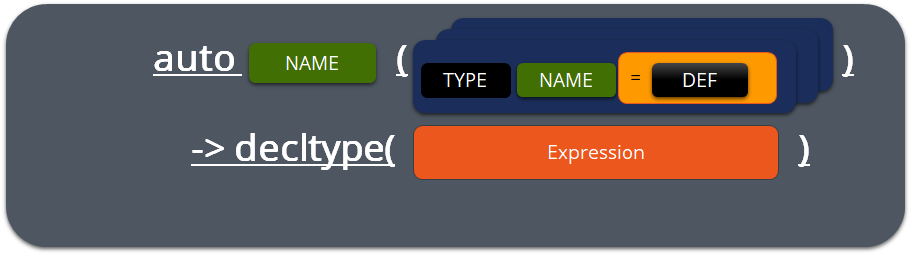 auto NAME ( TYPE NAME = DEF )
-> decltype( Expression )